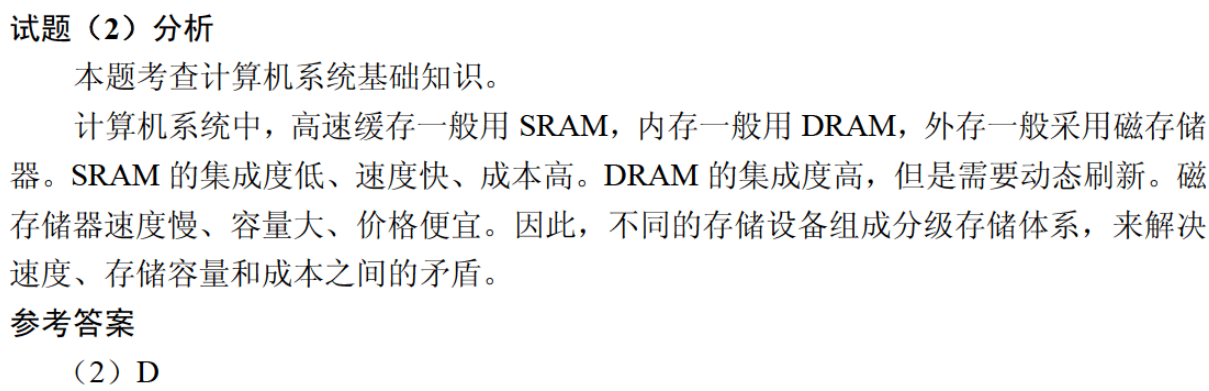 试题（2）分析
本题考查计算机系统基础知识。
计算机系统中，高速缓存一般用 SRAM，内存一般用 DRAM，外存一般采用磁存储
器。SRAM 的集成度低、速度快、成本高。DRAM 的集成度高，但是需要动态刷新。磁
存储器速度慢、容量大、价格便宜。因此，不同的存储设备组成分级存储体系，来解决
速度、存储容量和成本之间的矛盾。
参考答案
（2）D